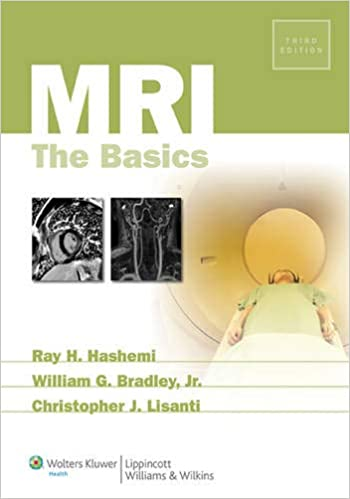 THIRD
EDITION
MRI
The Basics
Ray H. Hashemi
William G. Bradley, Jr.
Christopher J. Lisanti
Wolters Kluwer
Health
Lippincott
Williams & Wilkins